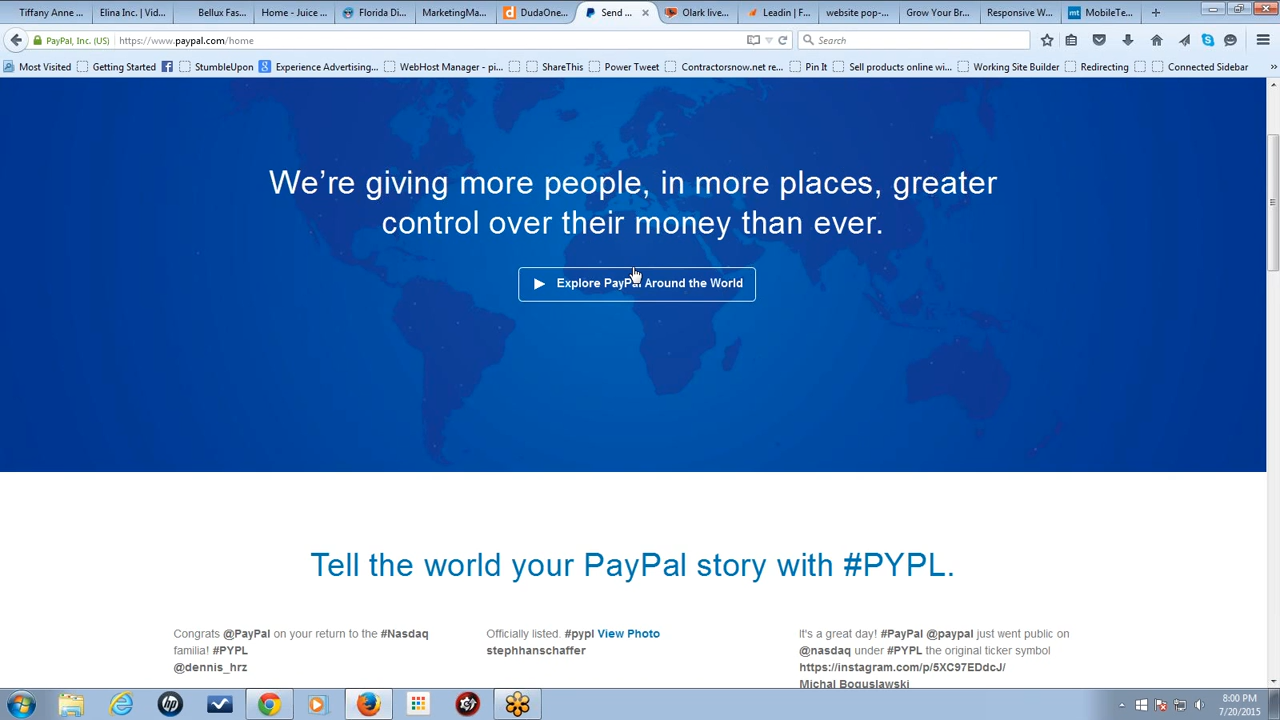 Tiffany Anne ...
Elina Inc. | Vid...
Bellux Fas...
Home - Juice ...
Florida Di...
MarketingMa...
DudaOne...
Send ...
Olark live...
Leadin | F...
website pop-...
Grow Your Br...
Responsive W...
mt MobileTe...
PayPal, Inc. (US)
https://www.paypal.com/home
Search
Most Visited
Getting Started
StumbleUpon
Experience Advertising...
WebHost Manager - pi...
ShareThis
Power Tweet
Contractorsnow.net re...
Pin It
Sell products online wi...
Working Site Builder
Redirecting
Connected Sidebar
We're giving more people, in more places, greater
control over their money than ever.
Explore PayPal Around the World
Tell the world your PayPal story with #PYPL.
Congrats @PayPal on your return to the #Nasdaq
familia! #PYPL
@dennis_hrz
Officially listed. #pypl View Photo
stephhanschaffer
It's a great day! #PayPal @paypal just went public on
@nasdaq under #PYPL the original ticker symbol
https://instagram.com/p/5XC97EDdcJ/
Michal Boguslawski
8:00 PM
7/20/2015